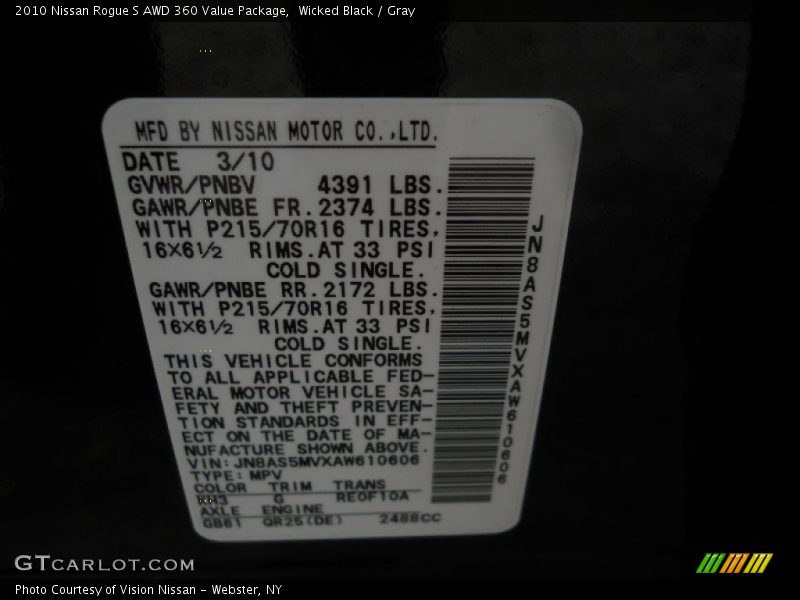 2010 Nissan Rogue S AWD 360 Value Package, Wicked Black / Gray
MFD BY NISSAN MOTOR CO.,LTD.
DATE 3/10
GVWR/PNBV 4391 LBS.
GAWR/PNBE FR.2374 LBS.
WITH P215/70R16 TIRES.
16X6½ RIMS.AT 33 PSI
COLD SINGLE.
GAWR/PNBE RR.2172 LBS.
WITH P215/70R16 TIRES.
16X6½ RIMS.AT 33 PSI
COLD SINGLE.
THIS VEHICLE CONFORMS
TO ALL APPLICABLE FED-
ERAL MOTOR VEHICLE SA-
FETY AND THEFT PREVEN-
TION STANDARDS IN EFF-
ECT ON THE DATE OF MA-
NUFACTURE SHOWN ABOVE.
VIN:JN8AS5MVXAW610606
TYPE:MPV
COLOR TRIM TRANS
KH3 G RE0F10A
AXLE ENGINE
GB61 QR25(DE) 2488CC
JN8AS5MVXAW610606
GTCARLOT.COM
Photo Courtesy of Vision Nissan - Webster, NY